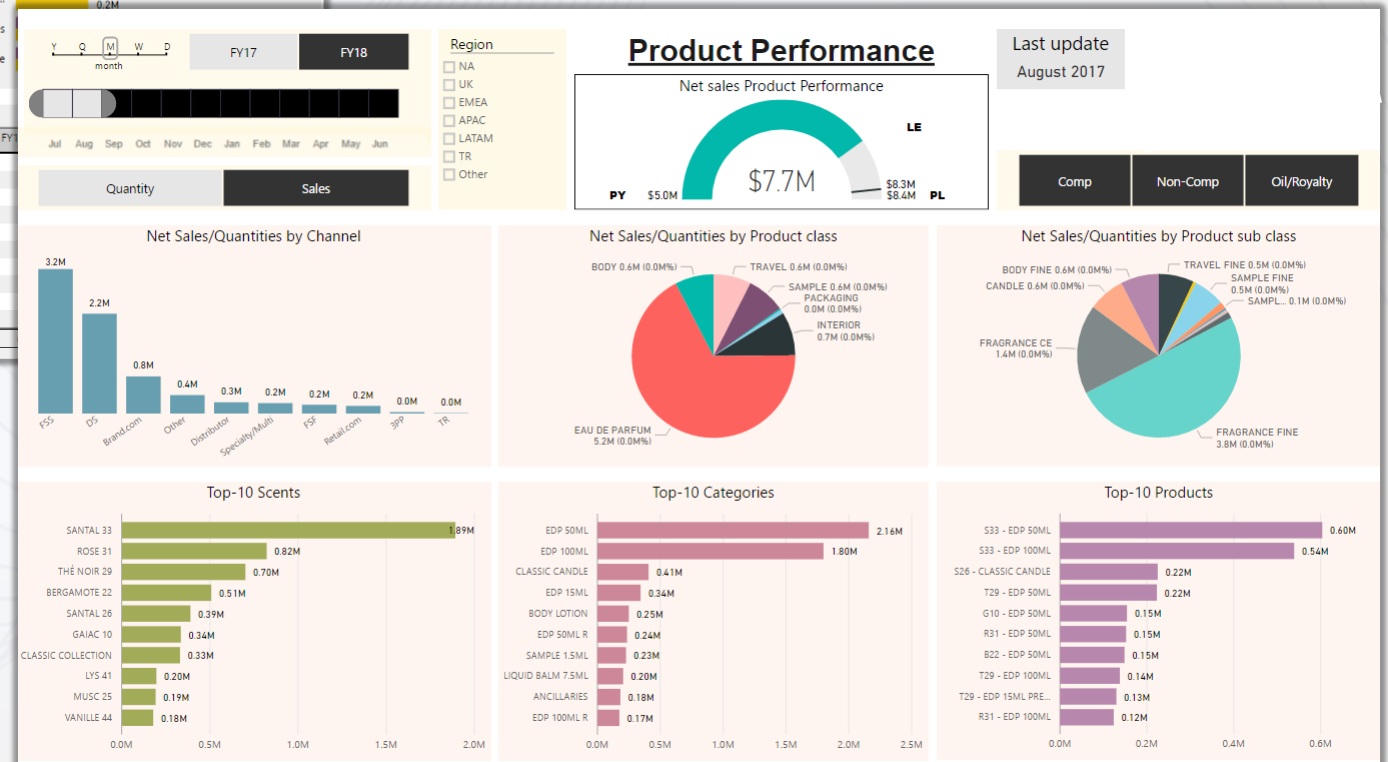 0.2M
s
e
FY1
Y Q M W D
month
FY17
FY18
Jul Aug Sep Oct Nov Dec Jan Feb Mar Apr May Jun
Quantity
Sales
Region
NA
UK
EMEA
APAC
LATAM
TR
Other
Product Performance
Net sales Product Performance
LE
$7.7M
PY
$5.0M
$8.3M
$8.4M
PL
Last update
August 2017
Comp
Non-Comp
Oil/Royalty
Net Sales/Quantities by Channel
3.2M
2.2M
0.8M
0.4M
0.3M
0.2M
0.2M
0.2M
0.0M
0.0M
FSS
DS
Brand.com
Other
Distributor
Specialty/Multi
FSF
Retail.com
3PP
TR
Net Sales/Quantities by Product class
BODY 0.6M (0.0M%)
TRAVEL 0.6M (0.0M%)
SAMPLE 0.6M (0.0M%)
PACKAGING
0.0M (0.0M%)
INTERIOR
0.7M (0.0M%)
EAU DE PARFUM
5.2M (0.0M%)
Net Sales/Quantities by Product sub class
BODY FINE 0.6M (0.0M%)
TRAVEL FINE 0.5M (0.0M%)
CANDLE 0.6M (0.0M%)
SAMPLE FINE
0.5M (0.0M%)
SAMPL... 0.1M (0.0M%)
FRAGRANCE CE
1.4M (0.0M%)
FRAGRANCE FINE
3.8M (0.0M%)
Top-10 Scents
SANTAL 33 1.89M
ROSE 31 0.82M
THÉ NOIR 29 0.70M
BERGAMOTE 22 0.51M
SANTAL 26 0.39M
GAIAC 10 0.34M
CLASSIC COLLECTION 0.33M
LYS 41 0.20M
MUSC 25 0.19M
VANILLE 44 0.18M
0.0M 0.5M 1.0M 1.5M 2.0M
Top-10 Categories
EDP 50ML 2.16M
EDP 100ML 1.80M
CLASSIC CANDLE 0.41M
EDP 15ML 0.34M
BODY LOTION 0.25M
EDP 50ML R 0.24M
SAMPLE 1.5ML 0.23M
LIQUID BALM 7.5ML 0.20M
ANCILLARIES 0.18M
EDP 100ML R 0.17M
0.0M 0.5M 1.0M 1.5M 2.0M 2.5M
Top-10 Products
S33 - EDP 50ML 0.60M
S33 - EDP 100ML 0.54M
S26 - CLASSIC CANDLE 0.22M
T29 - EDP 50ML 0.22M
G10 - EDP 50ML 0.15M
R31 - EDP 50ML 0.15M
B22 - EDP 50ML 0.15M
T29 - EDP 100ML 0.14M
T29 - EDP 15ML PRE... 0.13M
R31 - EDP 100ML 0.12M
0.0M 0.2M 0.4M 0.6M